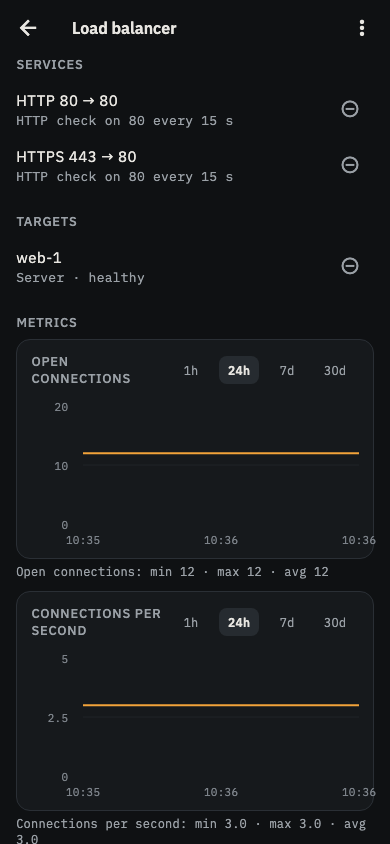 Load balancer
SERVICES
HTTP 80 → 80
HTTP check on 80 every 15 s
HTTPS 443 → 80
HTTP check on 80 every 15 s
TARGETS
web-1
Server · healthy
METRICS
OPEN
CONNECTIONS
1h 24h 7d 30d
20
10
0
10:35 10:36 10:36
Open connections: min 12 · max 12 · avg 12
CONNECTIONS PER
SECOND
1h 24h 7d 30d
5
2.5
0
10:35 10:36 10:36
Connections per second: min 3.0 · max 3.0 · avg
3.0